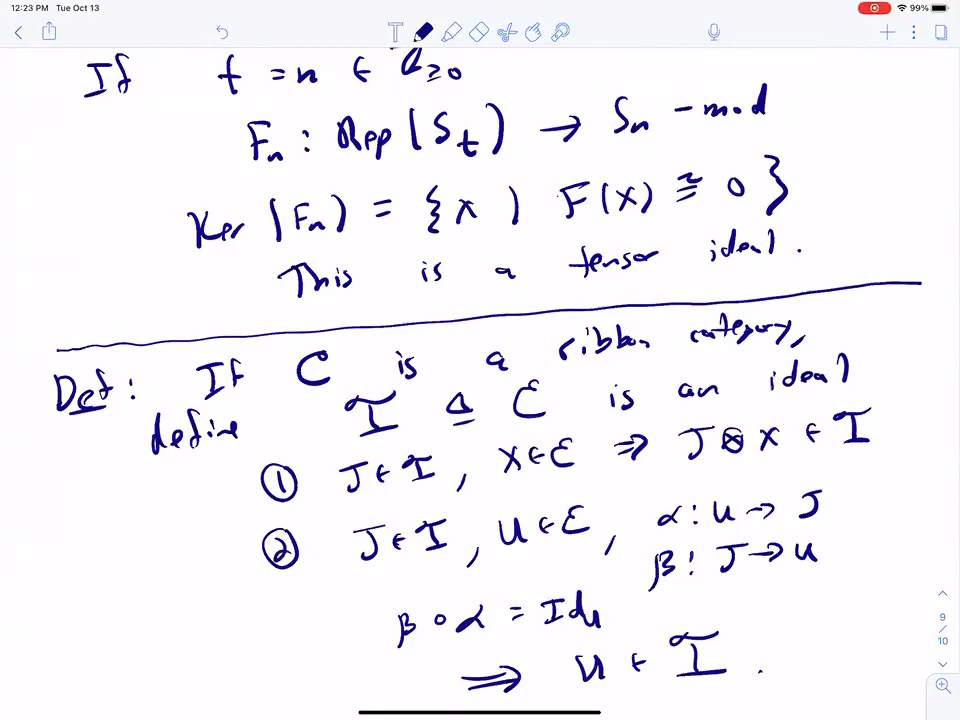 12:23 PM Tue Oct 13
99%
If t = n ∈ ℤ≥0
Fn : Rep(St) → Sn -mod
Ker(Fn) = {X | F(X) ≅ 0}
This is a tensor ideal.
Def: If C is a ribbon category,
define I ⊴ C is an ideal
① J ∈ I, X ∈ C ⇒ J ⊗ X ∈ I
② J ∈ I, U ∈ C, α : U → J
β : J → U
β ∘ α = Id_U
⟹ U ∈ I.
9
/
10